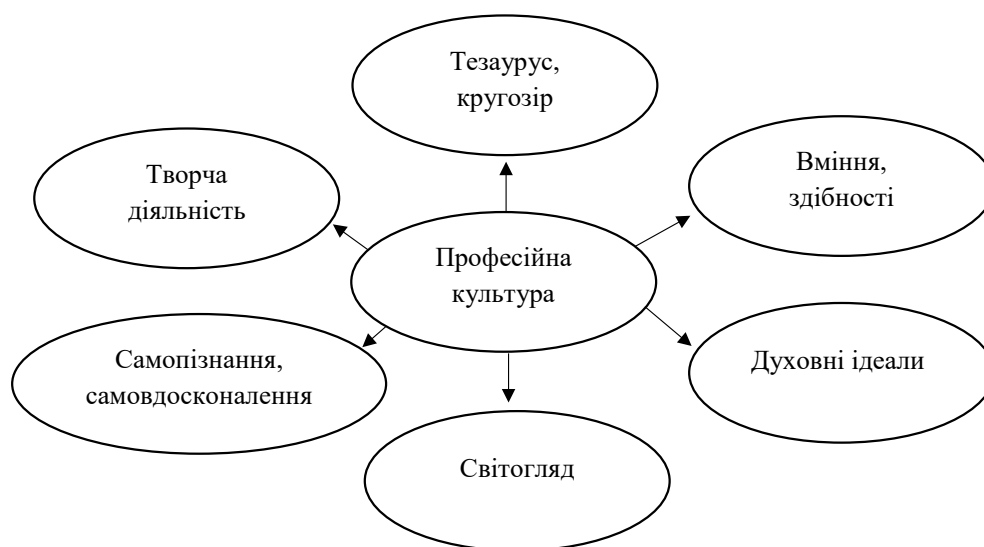 Тезаурус,
кругозір
Творча
діяльність
Вміння,
здібності
Професійна
культура
Самопізнання,
самовдосконалення
Духовні ідеали
Світогляд